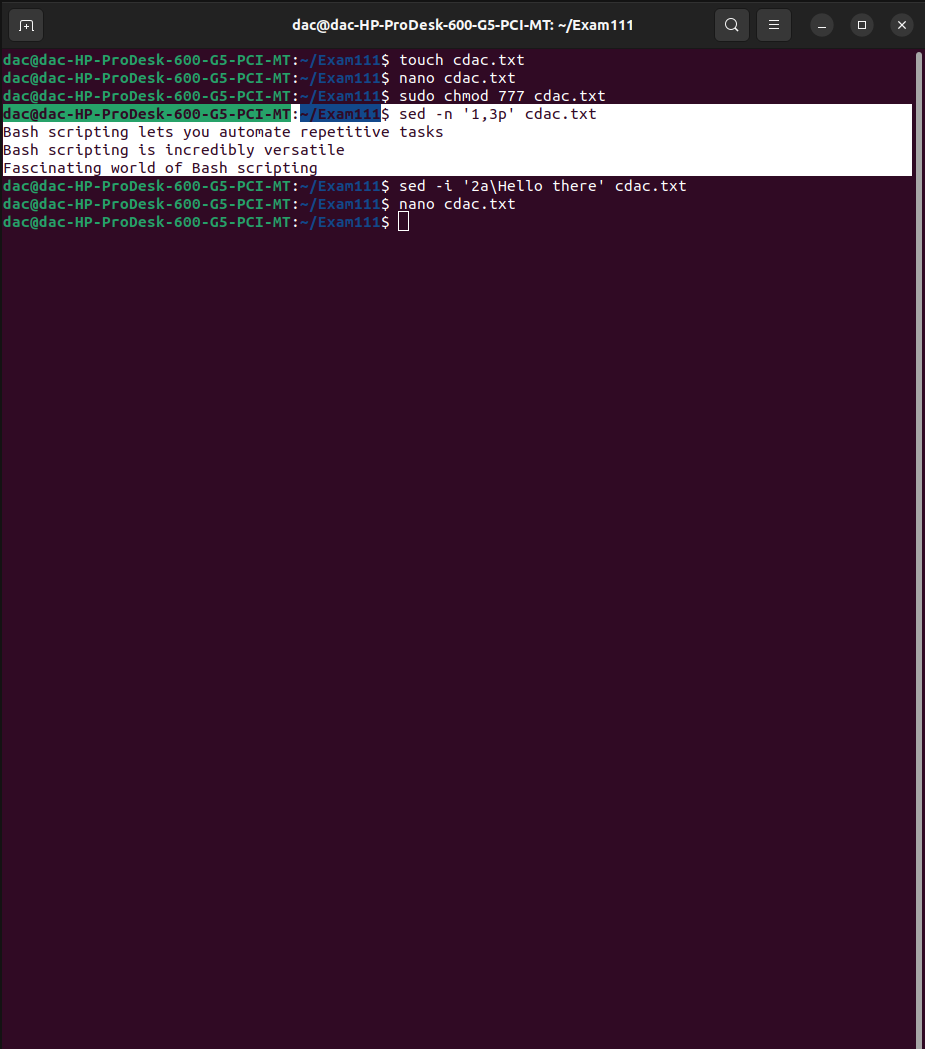 dac@dac-HP-ProDesk-600-G5-PCI-MT: ~/Exam111
dac@dac-HP-ProDesk-600-G5-PCI-MT:~/Exam111$ touch cdac.txt
dac@dac-HP-ProDesk-600-G5-PCI-MT:~/Exam111$ nano cdac.txt
dac@dac-HP-ProDesk-600-G5-PCI-MT:~/Exam111$ sudo chmod 777 cdac.txt
dac@dac-HP-ProDesk-600-G5-PCI-MT:~/Exam111$ sed -n '1,3p' cdac.txt
Bash scripting lets you automate repetitive tasks
Bash scripting is incredibly versatile
Fascinating world of Bash scripting
dac@dac-HP-ProDesk-600-G5-PCI-MT:~/Exam111$ sed -i '2a\Hello there' cdac.txt
dac@dac-HP-ProDesk-600-G5-PCI-MT:~/Exam111$ nano cdac.txt
dac@dac-HP-ProDesk-600-G5-PCI-MT:~/Exam111$